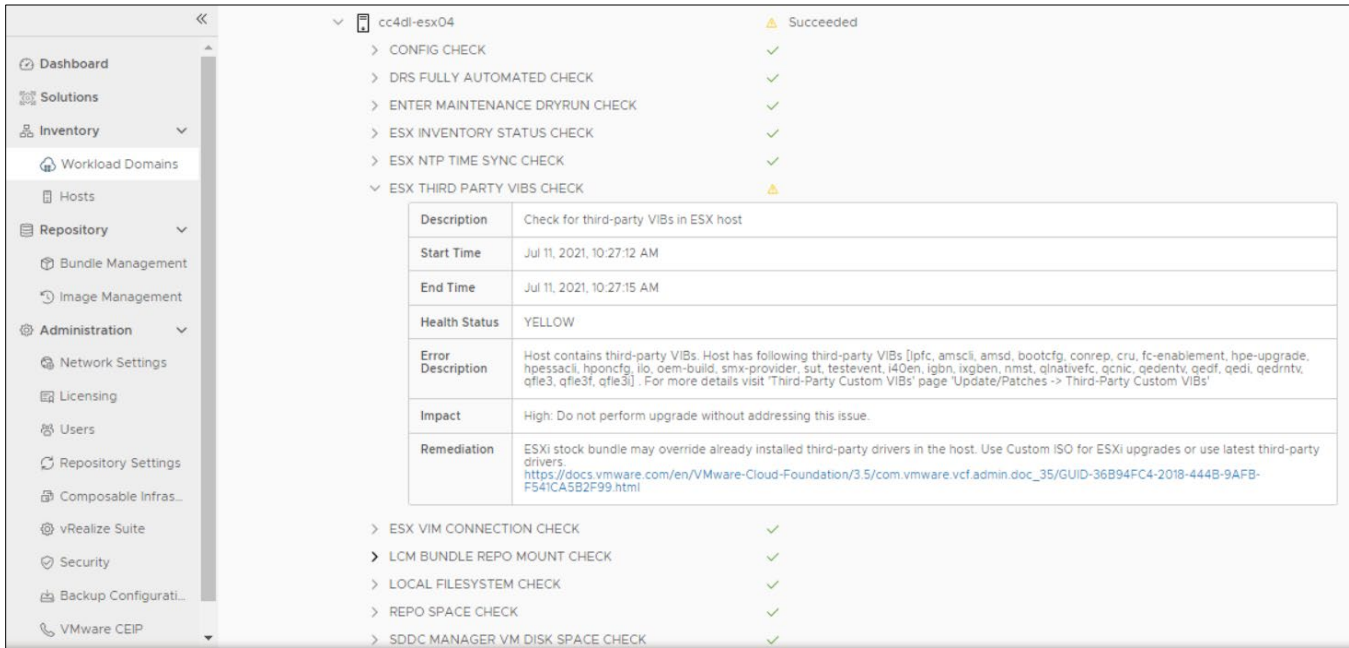 «
Dashboard
Solutions
Inventory
Workload Domains
Hosts
Repository
Bundle Management
Image Management
Administration
Network Settings
Licensing
Users
Repository Settings
Composable Infras...
vRealize Suite
Security
Backup Configurati...
VMware CEIP
cc4dl-esx04 Succeeded
CONFIG CHECK
DRS FULLY AUTOMATED CHECK
ENTER MAINTENANCE DRYRUN CHECK
ESX INVENTORY STATUS CHECK
ESX NTP TIME SYNC CHECK
ESX THIRD PARTY VIBS CHECK
Description Check for third-party VIBs in ESX host
Start Time Jul 11, 2021, 10:27:12 AM
End Time Jul 11, 2021, 10:27:15 AM
Health Status YELLOW
Error Description Host contains third-party VIBs. Host has following third-party VIBs [lpfc, amscli, amsd, bootcfg, conrep, cru, fc-enablement, hpe-upgrade,
hpessacli, hponcfg, ilo, oem-build, smx-provider, sut, testevent, i40en, igbn, ixgben, nmst, qlnativefc, qcnic, qedentv, qedf, qedi, qedrntv,
qfle3, qfle3f, qfle3i] . For more details visit 'Third-Party Custom VIBs' page 'Update/Patches -> Third-Party Custom VIBs'
Impact High: Do not perform upgrade without addressing this issue.
Remediation ESXi stock bundle may override already installed third-party drivers in the host. Use Custom ISO for ESXi upgrades or use latest third-party
drivers.
https://docs.vmware.com/en/VMware-Cloud-Foundation/3.5/com.vmware.vcf.admin.doc_35/GUID-36B94FC4-2018-444B-9AFB-
F541CA5B2F99.html
ESX VIM CONNECTION CHECK
LCM BUNDLE REPO MOUNT CHECK
LOCAL FILESYSTEM CHECK
REPO SPACE CHECK
SDDC MANAGER VM DISK SPACE CHECK